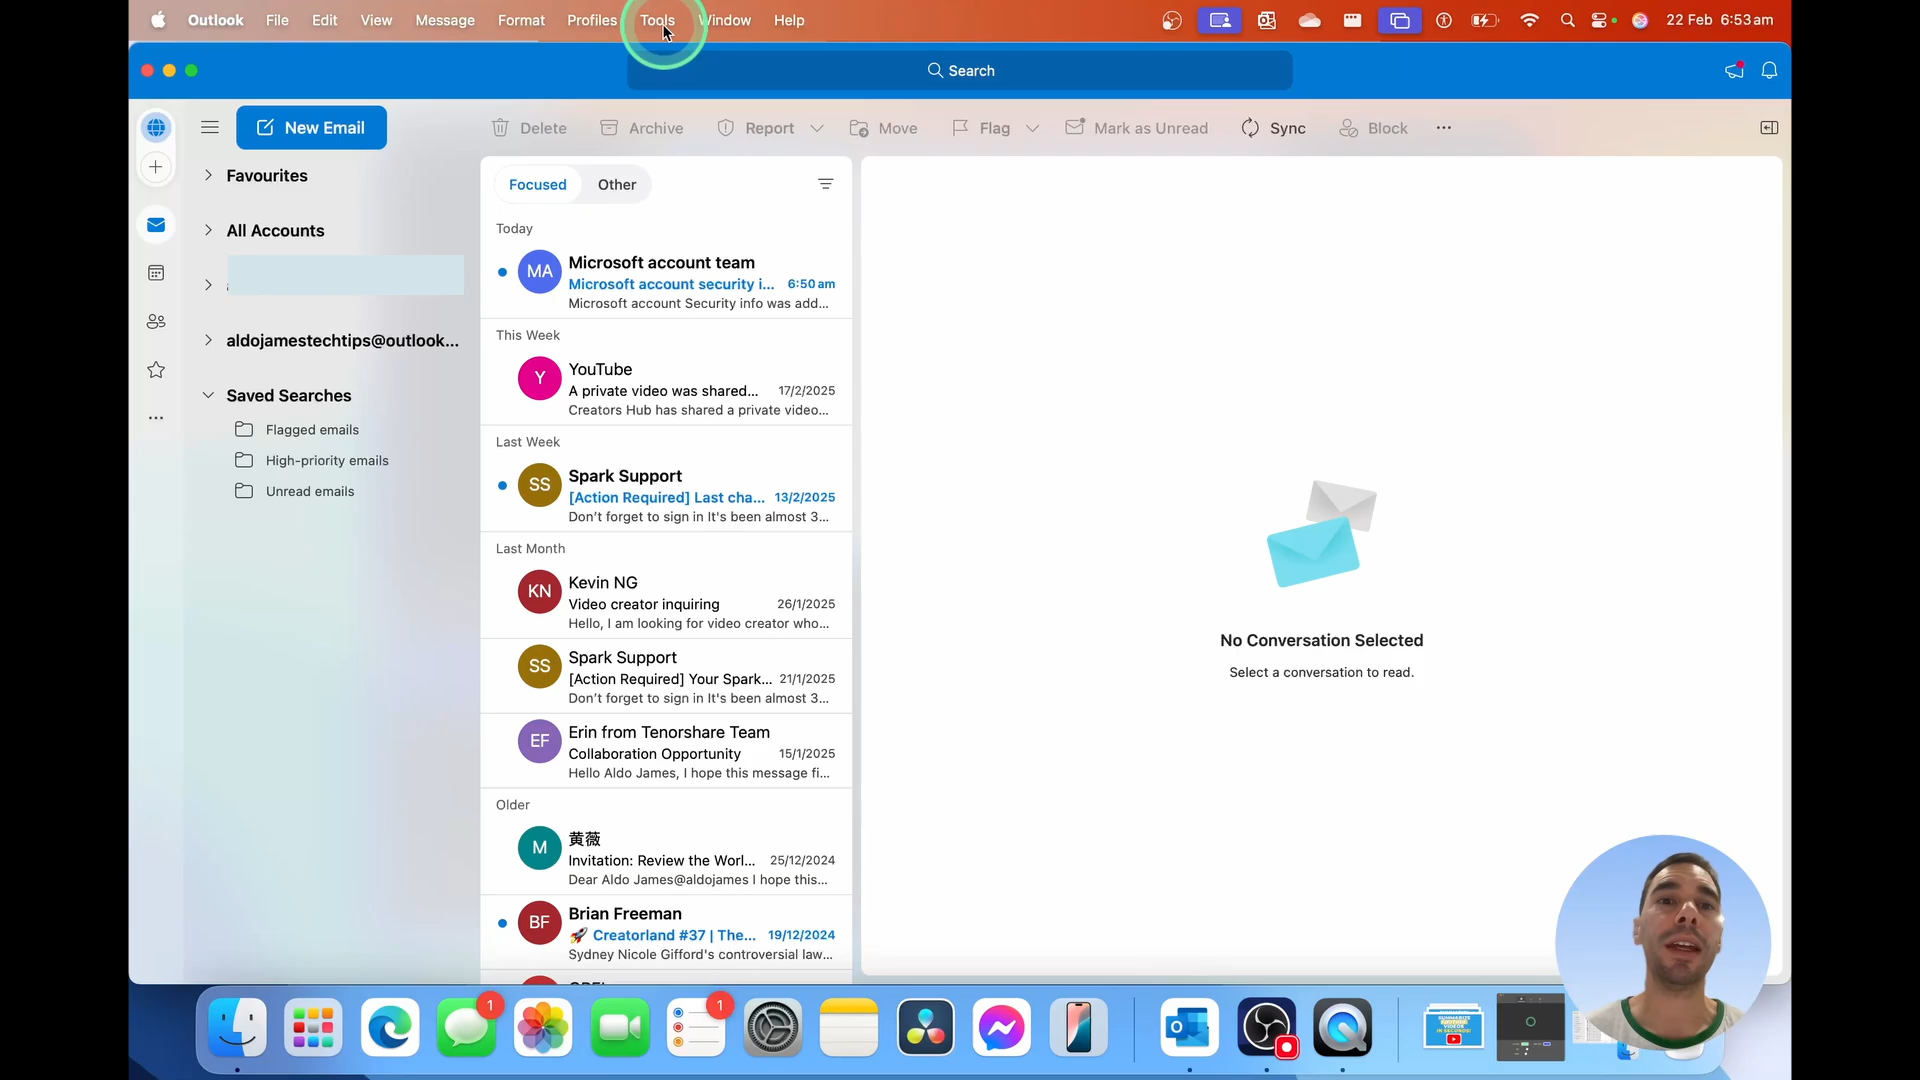 Outlook File Edit View Message Format Profiles Tools Window Help 22 Feb 6:53am
Search
New Email
Delete Archive Report Move Flag Mark as Unread Sync Block
Favourites
All Accounts
aldojamestechtips@outlook...
Saved Searches
Flagged emails
High-priority emails
Unread emails
Focused Other
Today
MA
Microsoft account team
Microsoft account security i... 6:50 am
Microsoft account Security info was add...
This Week
Y
YouTube
A private video was shared... 17/2/2025
Creators Hub has shared a private video...
Last Week
SS
Spark Support
[Action Required] Last cha... 13/2/2025
Don't forget to sign in It's been almost 3...
Last Month
KN
Kevin NG
Video creator inquiring 26/1/2025
Hello, I am looking for video creator who...
SS
Spark Support
[Action Required] Your Spark... 21/1/2025
Don't forget to sign in It's been almost 3...
EF
Erin from Tenorshare Team
Collaboration Opportunity 15/1/2025
Hello Aldo James, I hope this message fi...
Older
M
黄薇
Invitation: Review the Worl... 25/12/2024
Dear Aldo James@aldojames I hope this...
BF
Brian Freeman
🚀 Creatorland #37 | The... 19/12/2024
Sydney Nicole Gifford's controversial law...
No Conversation Selected
Select a conversation to read.
1
1